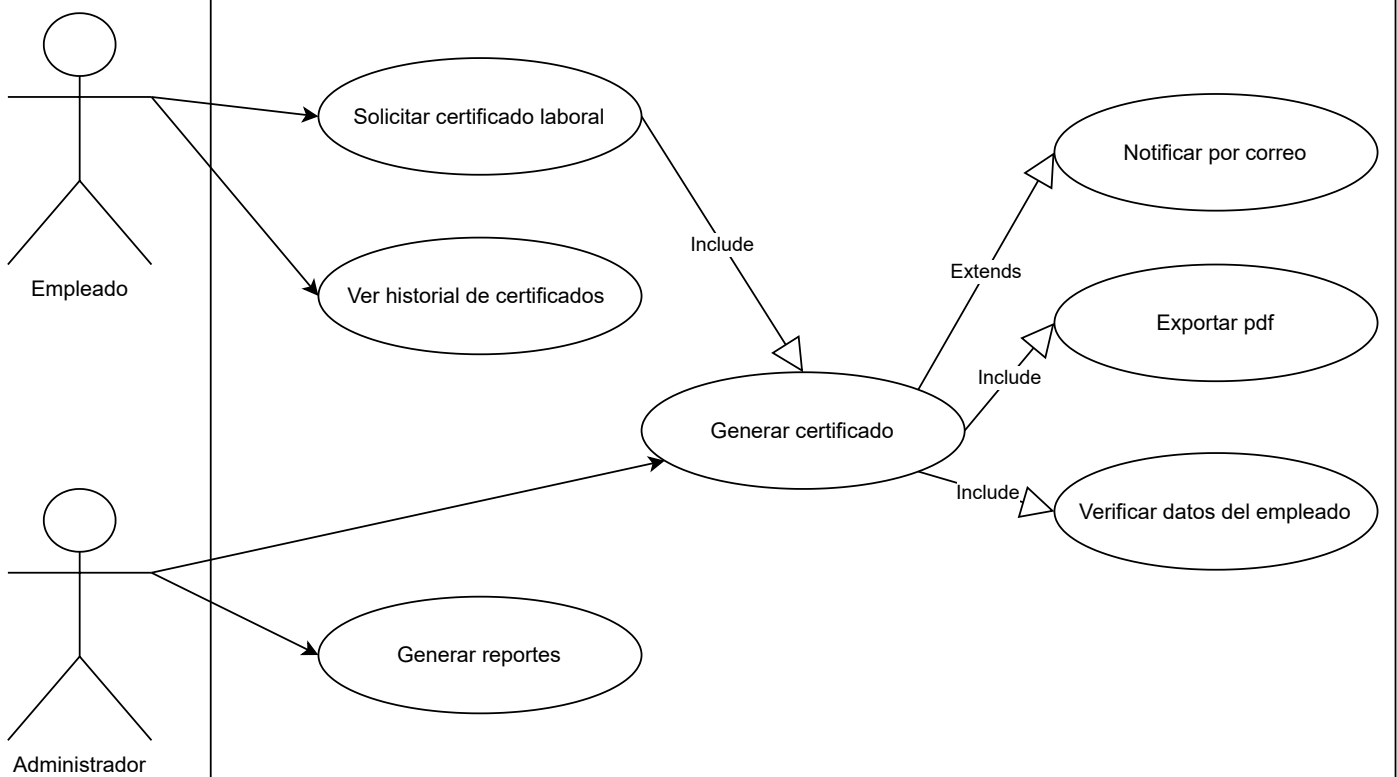 Solicitar certificado laboral
Notificar por correo
Include
Extends
Empleado
Ver historial de certificados
Exportar pdf
Include
Generar certificado
Include
Verificar datos del empleado
Generar reportes
Administrador